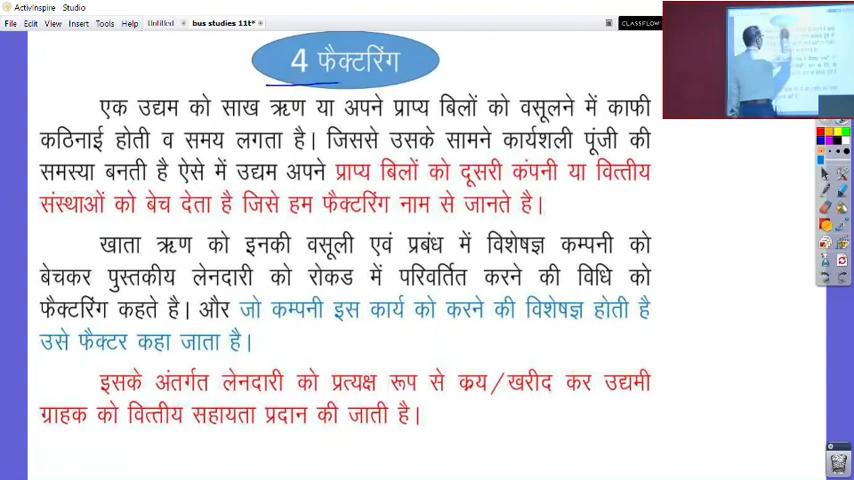 ActivInspire - Studio
File Edit View Insert Tools Help Untitled bus studies 11t* CLASSFLOW
4 फैक्टरिंग
एक उद्यम को साख ऋण या अपने प्राप्य बिलों को वसूलने में काफी
कठिनाई होती व समय लगता है। जिससे उसके सामने कार्यशली पूंजी की
समस्या बनती है ऐसे में उद्यम अपने प्राप्य बिलों को दूसरी कंपनी या वित्तीय
संस्थाओं को बेच देता है जिसे हम फैक्टरिंग नाम से जानते है।
खाता ऋण को इनकी वसूली एवं प्रबंध में विशेषज्ञ कम्पनी को
बेचकर पुस्तकीय लेनदारी को रोकड में परिवर्तित करने की विधि को
फैक्टरिंग कहते है। और जो कम्पनी इस कार्य को करने की विशेषज्ञ होती है
उसे फैक्टर कहा जाता है।
इसके अंतर्गत लेनदारी को प्रत्यक्ष रूप से क्रय/खरीद कर उद्यमी
ग्राहक को वित्तीय सहायता प्रदान की जाती है।